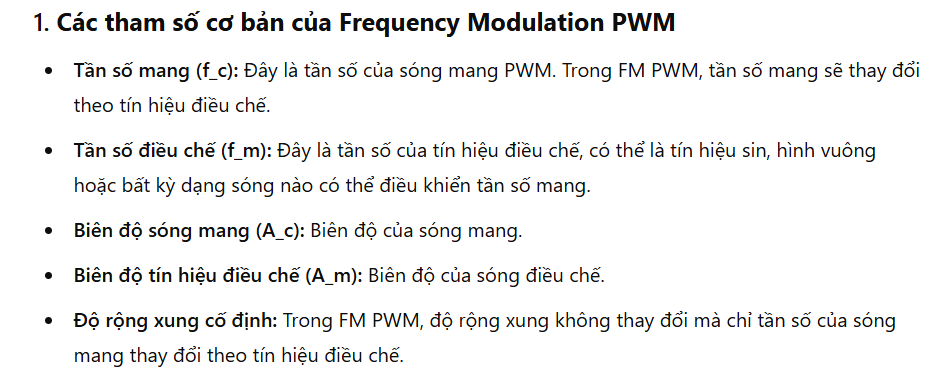 1. Các tham số cơ bản của Frequency Modulation PWM
• Tần số mang (f_c): Đây là tần số của sóng mang PWM. Trong FM PWM, tần số mang sẽ thay đổi
theo tín hiệu điều chế.
• Tần số điều chế (f_m): Đây là tần số của tín hiệu điều chế, có thể là tín hiệu sin, hình vuông
hoặc bất kỳ dạng sóng nào có thể điều khiển tần số mang.
• Biên độ sóng mang (A_c): Biên độ của sóng mang.
• Biên độ tín hiệu điều chế (A_m): Biên độ của sóng điều chế.
• Độ rộng xung cố định: Trong FM PWM, độ rộng xung không thay đổi mà chỉ tần số của sóng
mang thay đổi theo tín hiệu điều chế.